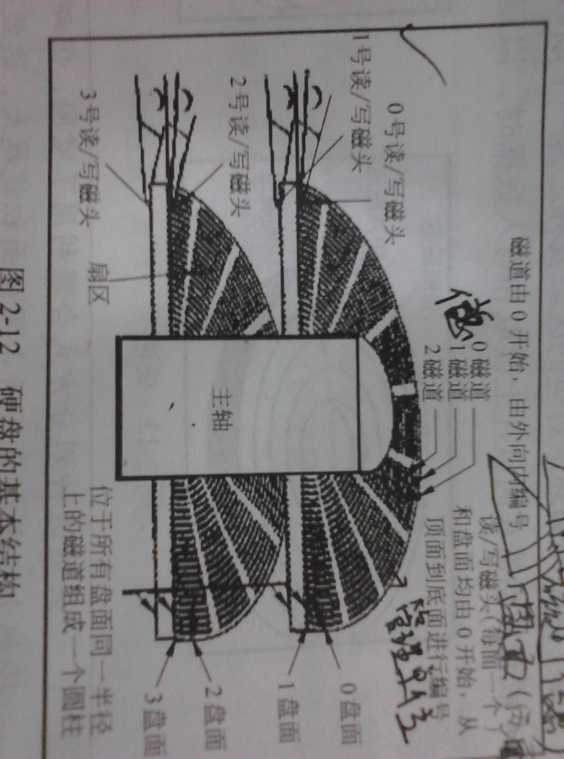 磁道由 0 开始，由外向内编号
读/写磁头(每面一个)
和盘面均由 0 开始，从
顶面到底面进行编号
0 磁道
1 磁道
2 磁道
0 号读/写磁头
1 号读/写磁头
2 号读/写磁头
3 号读/写磁头
扇区
主轴
0 盘面
1 盘面
2 盘面
3 盘面
位于所有盘面同一半径
上的磁道组成一个圆柱
图 2-12 硬盘的基本结构